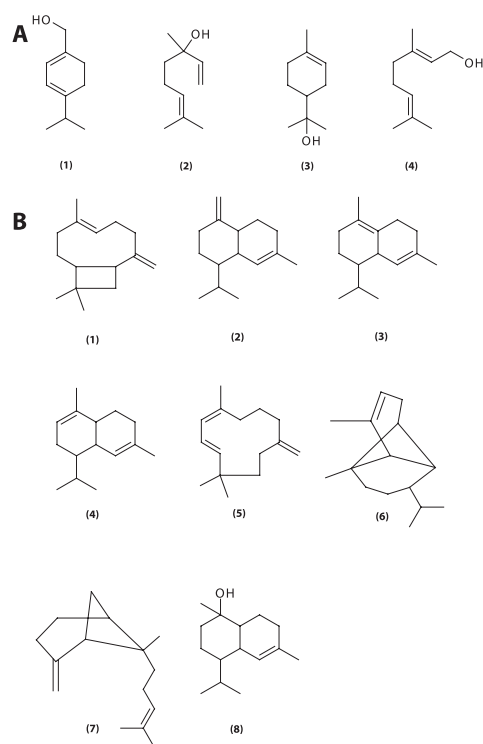 A
HO
OH
OH
OH
(1) (2) (3) (4)
B
(1) (2) (3)
(4) (5) (6)
OH
(7) (8)